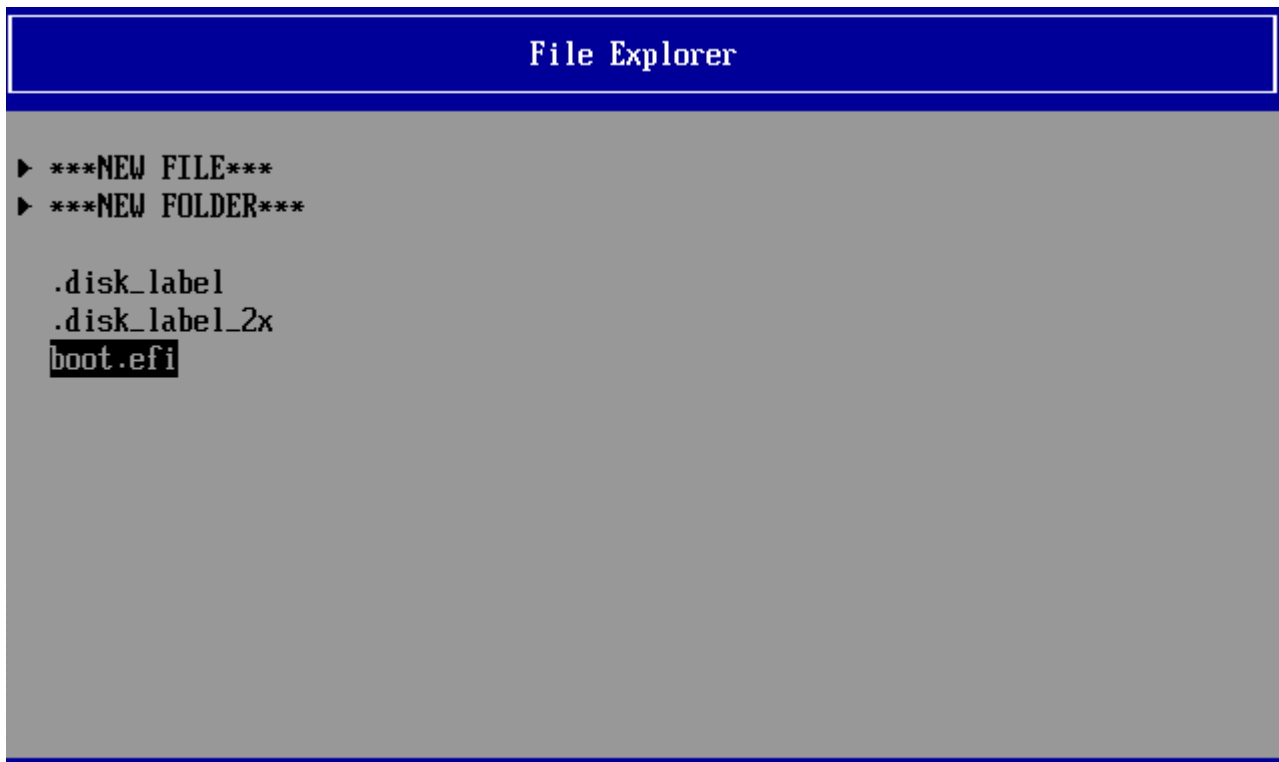 File Explorer
***NEW FILE***
***NEW FOLDER***
.disk_label
.disk_label_2x
boot.efi